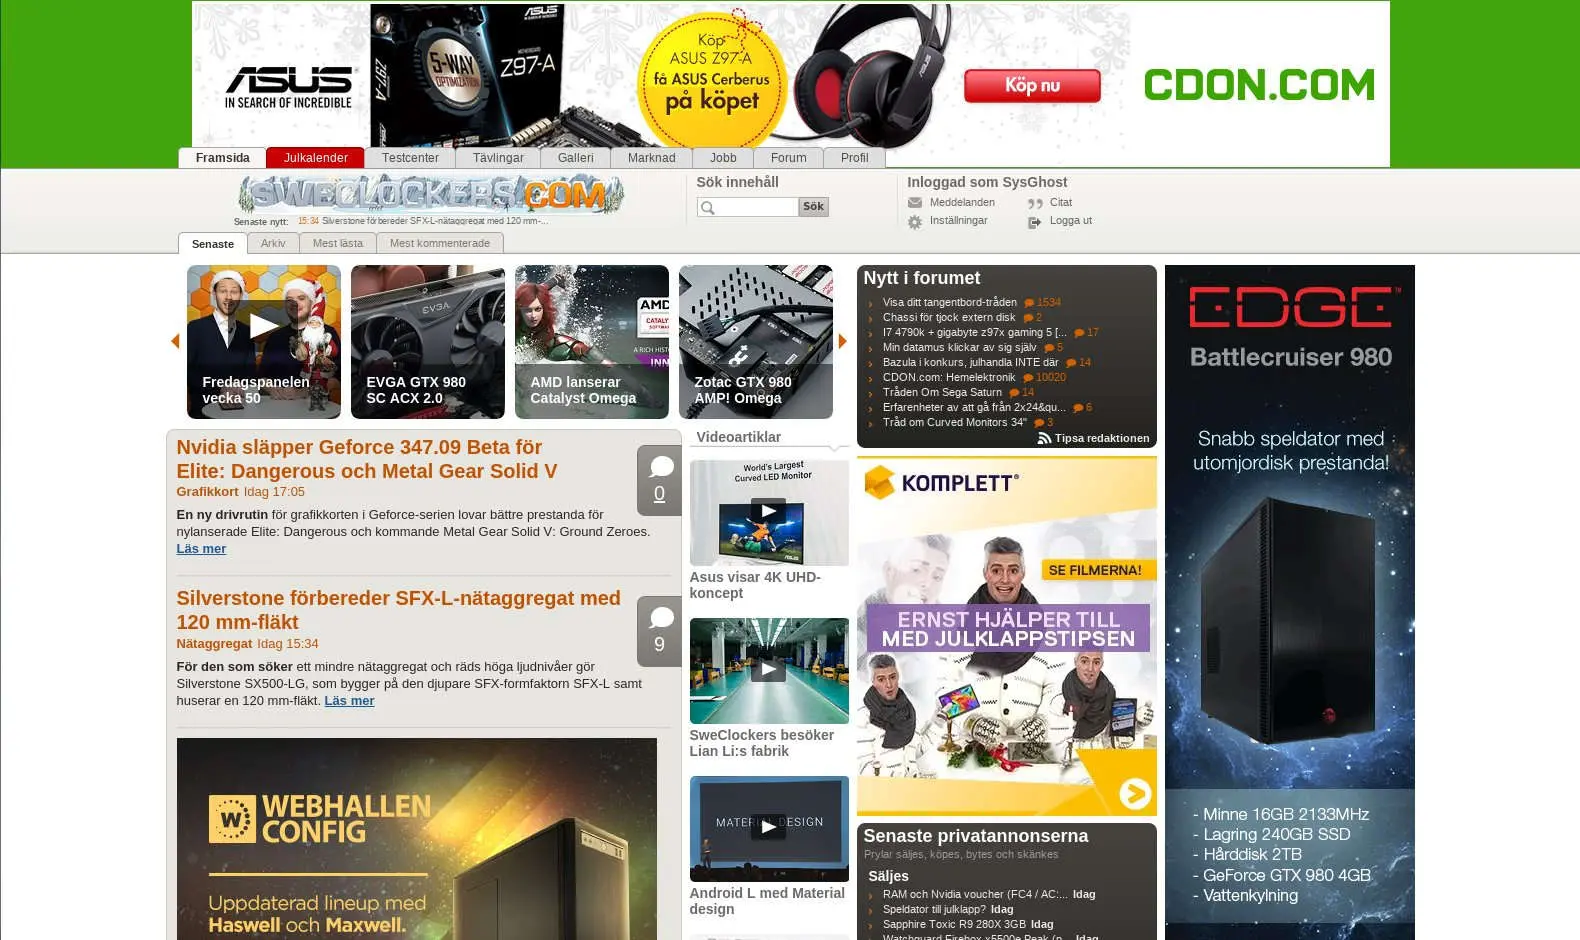 ASUS
IN SEARCH OF INCREDIBLE
Z97-A
5-WAY
OPTIMIZATION
Z97-A
Köp
ASUS Z97-A
få ASUS Cerberus
på köpet
ASUS
Köp nu
CDON.COM
Framsida
Julkalender
Testcenter
Tävlingar
Galleri
Marknad
Jobb
Forum
Profil
SWECLOCKERS.COM
Senaste nytt: 15:34 Silverstone förbereder SFX-L-nätaggregat med 120 mm-...
Sök innehåll
Sök
Inloggad som SysGhost
Meddelanden
Citat
Inställningar
Logga ut
Senaste
Arkiv
Mest lästa
Mest kommenterade
Fredagspanelen
vecka 50
EVGA
EVGA GTX 980
SC ACX 2.0
AMD
CATALYST
SOFTWARE
A RICH HIST
INN
AMD lanserar
Catalyst Omega
Zotac GTX 980
AMP! Omega
Nvidia släpper Geforce 347.09 Beta för
Elite: Dangerous och Metal Gear Solid V
Grafikkort Idag 17:05
0
En ny drivrutin för grafikkorten i Geforce-serien lovar bättre prestanda för
nylanserade Elite: Dangerous och kommande Metal Gear Solid V: Ground Zeroes.
Läs mer
Silverstone förbereder SFX-L-nätaggregat med
120 mm-fläkt
Nätaggregat Idag 15:34
9
För den som söker ett mindre nätaggregat och räds höga ljudnivåer gör
Silverstone SX500-LG, som bygger på den djupare SFX-formfaktorn SFX-L samt
huserar en 120 mm-fläkt. Läs mer
W
WEBHALLEN
CONFIG
Uppdaterad lineup med
Haswell och Maxwell.
Videoartiklar
World's Largest
Curved LED Monitor
Asus visar 4K UHD-
koncept
SweClockers besöker
Lian Li:s fabrik
MATERIAL DESIGN
Android L med Material
design
Nytt i forumet
Visa ditt tangentbord-tråden 1534
Chassi för tjock extern disk 2
I7 4790k + gigabyte z97x gaming 5 [... 17
Min datamus klickar av sig själv 5
Bazula i konkurs, julhandla INTE där 14
CDON.com: Hemelektronik 10020
Tråden Om Sega Saturn 14
Erfarenheter av att gå från 2x24&qu... 6
Tråd om Curved Monitors 34" 3
Tipsa redaktionen
KOMPLETT®
SE FILMERNA!
ERNST HJÄLPER TILL
MED JULKLAPPSTIPSEN
Senaste privatannonserna
Prylar säljes, köpes, bytes och skänkes
Säljes
RAM och Nvidia voucher (FC4 / AC:... Idag
Speldator till julklapp? Idag
Sapphire Toxic R9 280X 3GB Idag
Watchguard Firebox x5500e Peak (p... Idag
EDGE™
Battlecruiser 980
Snabb speldator med
utomjordisk prestanda!
- Minne 16GB 2133MHz
- Lagring 240GB SSD
- Hårddisk 2TB
- GeForce GTX 980 4GB
- Vattenkylning